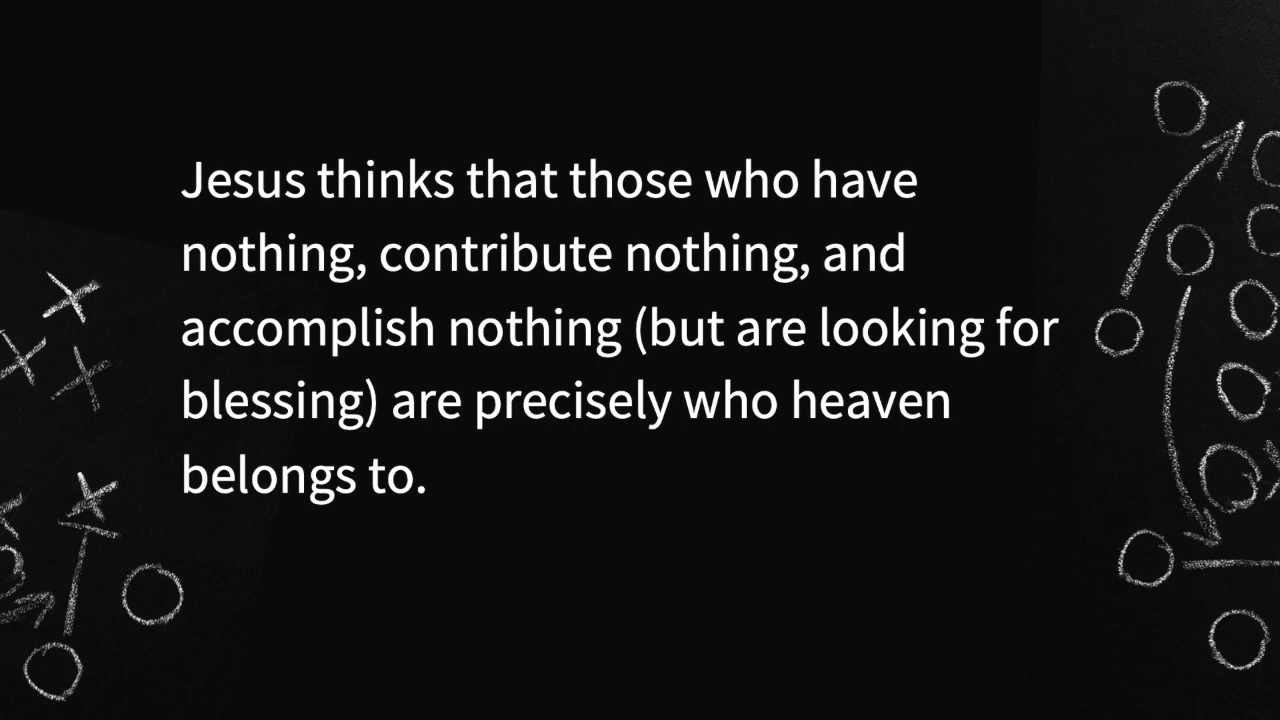 Jesus thinks that those who have
nothing, contribute nothing, and
accomplish nothing (but are looking for
blessing) are precisely who heaven
belongs to.